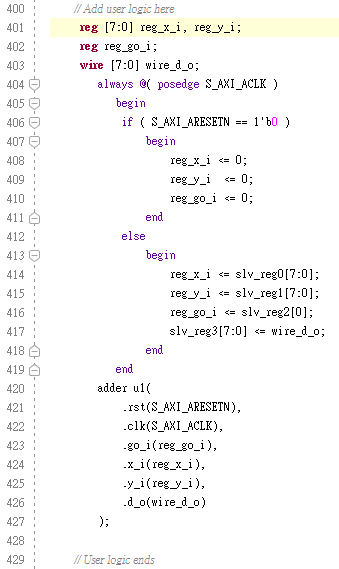 400 // Add user logic here
401 reg [7:0] reg_x_i, reg_y_i;
402 reg reg_go_i;
403 wire [7:0] wire_d_o;
404 always @( posedge S_AXI_ACLK )
405 begin
406 if ( S_AXI_ARESETN == 1'b0 )
407 begin
408 reg_x_i <= 0;
409 reg_y_i  <= 0;
410 reg_go_i <= 0;
411 end
412 else
413 begin
414 reg_x_i <= slv_reg0[7:0];
415 reg_y_i <= slv_reg1[7:0];
416 reg_go_i <= slv_reg2[0];
417 slv_reg3[7:0] <= wire_d_o;
418 end
419 end
420 adder u1(
421 .rst(S_AXI_ARESETN),
422 .clk(S_AXI_ACLK),
423 .go_i(reg_go_i),
424 .x_i(reg_x_i),
425 .y_i(reg_y_i),
426 .d_o(wire_d_o)
427 );
428
429 // User logic ends